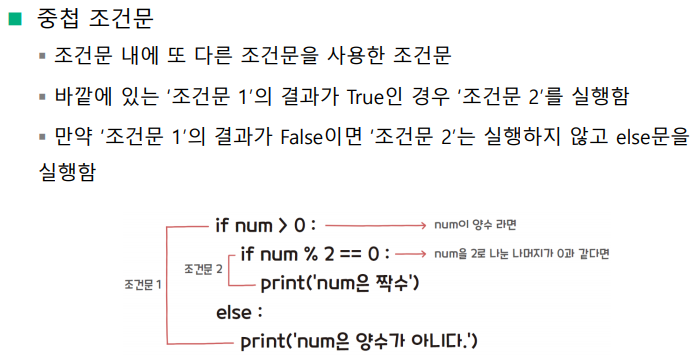 중첩 조건문
조건문 내에 또 다른 조건문을 사용한 조건문
바깥에 있는 ‘조건문 1’의 결과가 True인 경우 ‘조건문 2’를 실행함
만약 ‘조건문 1’의 결과가 False이면 ‘조건문 2’는 실행하지 않고 else문을
실행함
if num > 0 : num이 양수 라면
조건문 2 if num % 2 == 0 : num을 2로 나눈 나머지가 0과 같다면
조건문 1 print('num은 짝수')
else :
print('num은 양수가 아니다.')